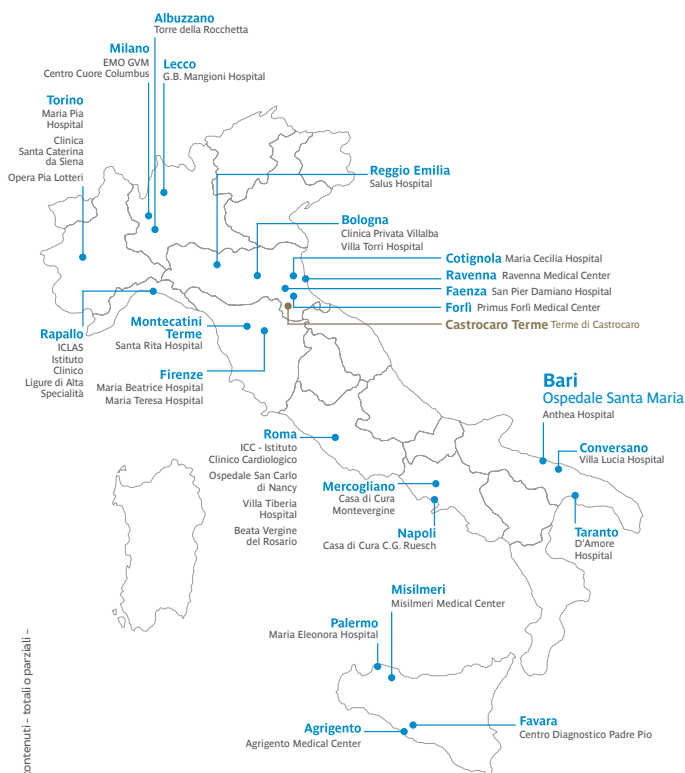 Albuzzano
Torre della Rocchetta
Milano
EMO GVM
Centro Cuore Columbus
Lecco
G.B. Mangioni Hospital
Torino
Maria Pia
Hospital
Clinica
Santa Caterina
da Siena
Opera Pia Lotteri
Reggio Emilia
Salus Hospital
Bologna
Clinica Privata Villalba
Villa Torri Hospital
Cotignola Maria Cecilia Hospital
Ravenna Ravenna Medical Center
Faenza San Pier Damiano Hospital
Forlì Primus Forlì Medical Center
Castrocaro Terme Terme di Castrocaro
Rapallo
ICLAS
Istituto
Clinico
Ligure di Alta
Specialità
Montecatini
Terme
Santa Rita Hospital
Firenze
Maria Beatrice Hospital
Maria Teresa Hospital
Bari
Ospedale Santa Maria
Anthea Hospital
Conversano
Villa Lucia Hospital
Roma
ICC - Istituto
Clinico Cardiologico
Ospedale San Carlo
di Nancy
Villa Tiberia
Hospital
Beata Vergine
del Rosario
Mercogliano
Casa di Cura
Montevergine
Napoli
Casa di Cura C.G. Ruesch
Taranto
D'Amore
Hospital
Misilmeri
Misilmeri Medical Center
Palermo
Maria Eleonora Hospital
Agrigento
Agrigento Medical Center
Favara
Centro Diagnostico Padre Pio
contenuti – totali o parziali –